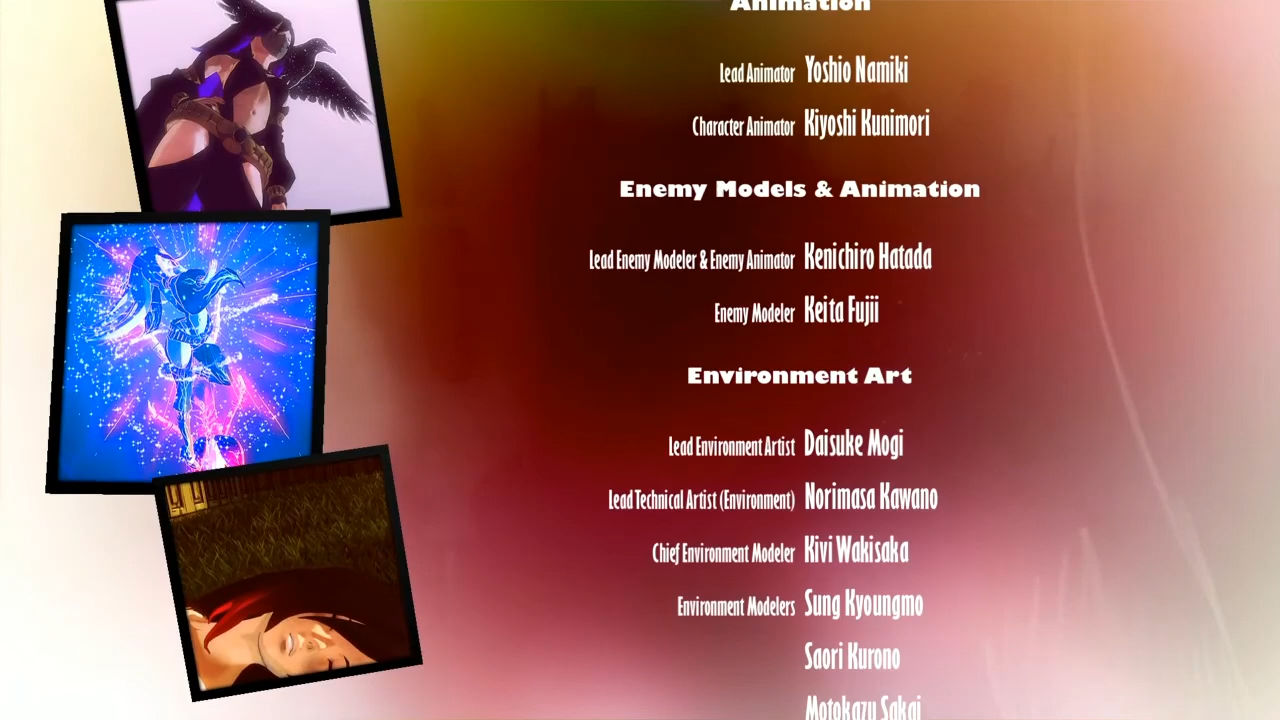 Animation
Lead Animator Yoshio Namiki
Character Animator Kiyoshi Kunimori
Enemy Models & Animation
Lead Enemy Modeler & Enemy Animator Kenichiro Hatada
Enemy Modeler Keita Fujii
Environment Art
Lead Environment Artist Daisuke Mogi
Lead Technical Artist (Environment) Norimasa Kawano
Chief Environment Modeler Kivi Wakisaka
Environment Modelers Sung Kyoungmo
Saori Kurono
Motokazu Sakai